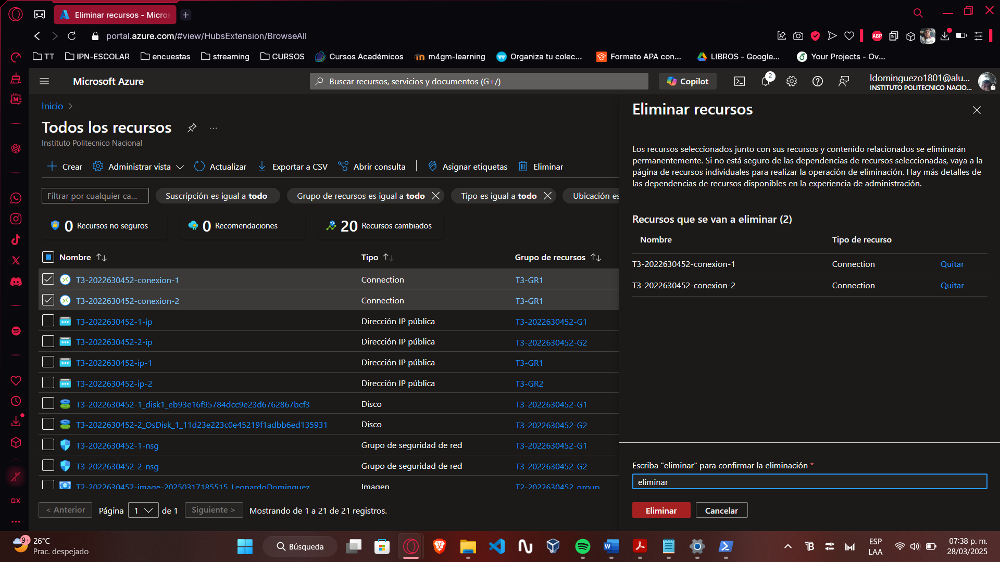 Eliminar recursos - Micros
portal.azure.com/#view/HubsExtension/BrowseAll
ABP
TT
IPN-ESCOLAR
encuestas
streaming
CURSOS
Cursos Académicos
m4gm-learning
Organiza tu colec...
Formato APA con...
LIBROS - Google...
Your Projects - Ov...
Microsoft Azure
Buscar recursos, servicios y documentos (G+/)
Copilot
2
ldominguezo1801@alu...
INSTITUTO POLITECNICO NACIO...
Inicio
Todos los recursos
Instituto Politecnico Nacional
Crear
Administrar vista
Actualizar
Exportar a CSV
Abrir consulta
Asignar etiquetas
Eliminar
Filtrar por cualquier ca...
Suscripción es igual a todo
Grupo de recursos es igual a todo
Tipo es igual a todo
Ubicación es
0 Recursos no seguros
0 Recomendaciones
20 Recursos cambiados
Nombre Tipo Grupo de recursos
T3-2022630452-conexion-1 Connection T3-GR1
T3-2022630452-conexion-2 Connection T3-GR1
T3-2022630452-1-ip Dirección IP pública T3-2022630452-G1
T3-2022630452-2-ip Dirección IP pública T3-2022630452-G2
T3-2022630452-ip-1 Dirección IP pública T3-GR1
T3-2022630452-ip-2 Dirección IP pública T3-GR2
T3-2022630452-1_disk1_eb93e16f95784dcc9e23d6762867bcf3 Disco T3-2022630452-G1
T3-2022630452-2_OsDisk_1_11d23e223c0e45219f1adbb6ed135931 Disco T3-2022630452-G2
T3-2022630452-1-nsg Grupo de seguridad de red T3-2022630452-G1
T3-2022630452-2-nsg Grupo de seguridad de red T3-2022630452-G2
T2-2022630452-image-20250317185515_LeonardoDominguez Imagen T2-2022630452_group
< Anterior
Página 1 de 1
Siguiente >
Mostrando de 1 a 21 de 21 registros.
Eliminar recursos
Los recursos seleccionados junto con sus recursos y contenido relacionados se eliminarán
permanentemente. Si no está seguro de las dependencias de recursos seleccionadas, vaya a la
página de recursos individuales para realizar la operación de eliminación. Hay más detalles de
las dependencias de recursos disponibles en la experiencia de administración.
Recursos que se van a eliminar (2)
Nombre Tipo de recurso
T3-2022630452-conexion-1 Connection Quitar
T3-2022630452-conexion-2 Connection Quitar
Escriba "eliminar" para confirmar la eliminación *
eliminar
Eliminar
Cancelar
GX
9+
26°C
Prac. despejado
Búsqueda
ESP
LAA
07:38 p. m.
28/03/2025